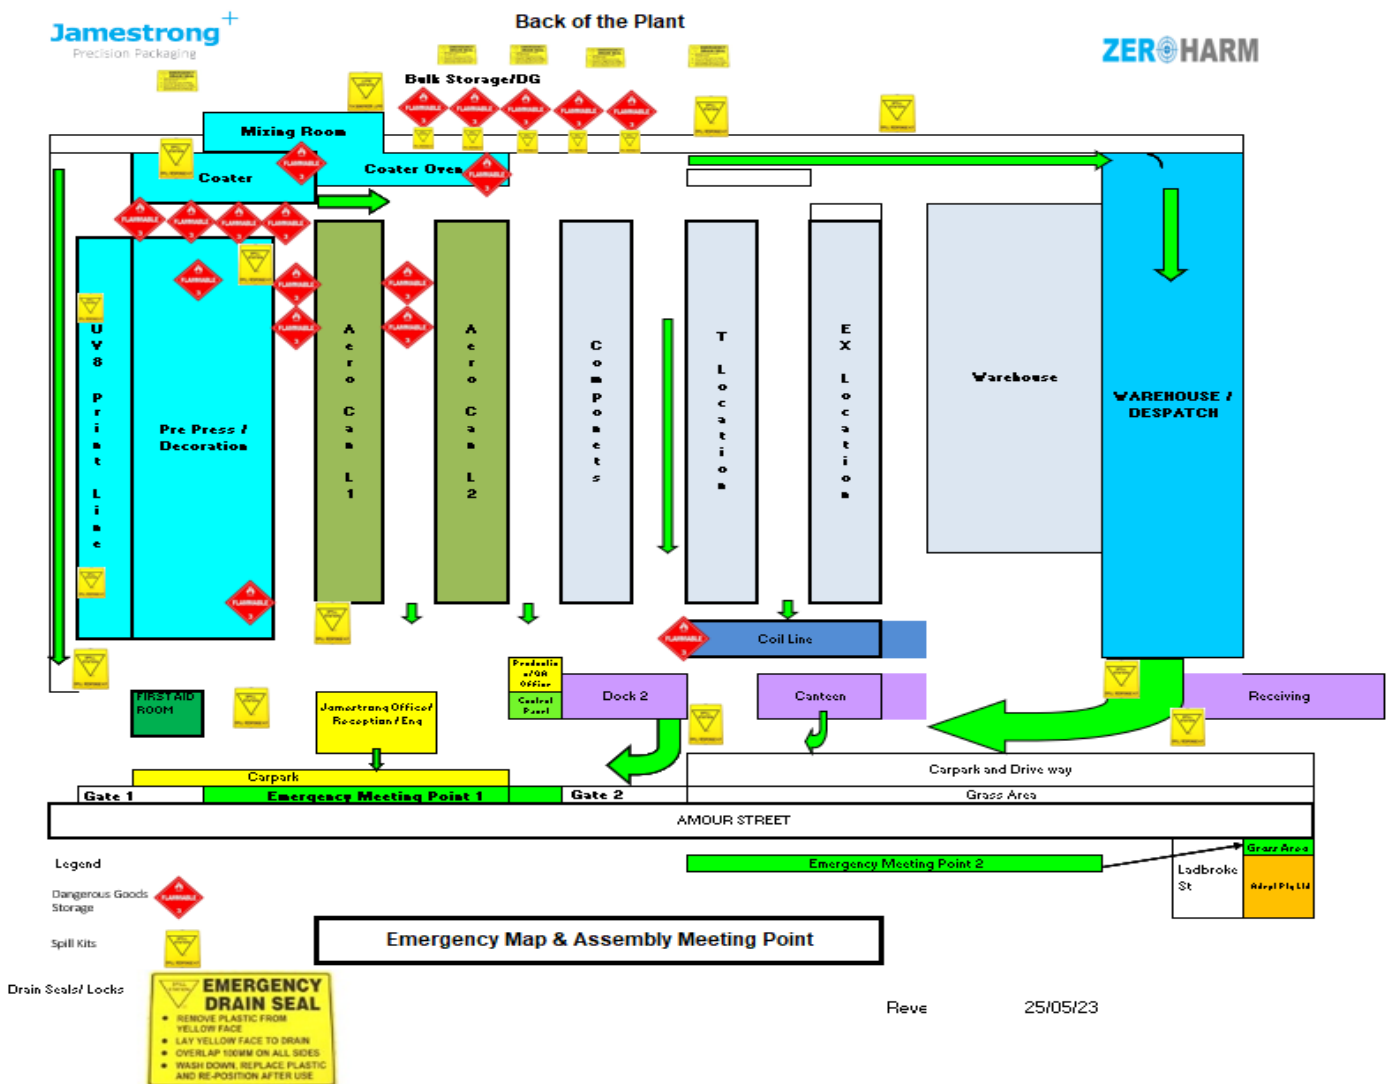 Jamestrong+
Precision Packaging
Back of the Plant
ZEROHARM
Bulk Storage/DG
Mixing Room
Coater
Coater Oven
FLAMMABLE
3
UV8 Print Line
Pre Press /
Decoration
Aero Can L1
Aero Can L2
Componets
T Location
EX Location
Warehouse
WAREHOUSE /
DESPATCH
Coil Line
FIRST AID
ROOM
Jamestrong Office/
Reception / Eng
Office
Control
Panel
Dock 2
Canteen
Receiving
Carpark
Carpark and Drive way
Gate 1
Emergency Meeting Point 1
Gate 2
Grass Area
AMOUR STREET
Emergency Meeting Point 2
Grass Area
Ladbroke
St
Legend
Dangerous Goods
Storage
FLAMMABLE
3
Spill Kits
Emergency Map & Assembly Meeting Point
Drain Seals/ Locks
EMERGENCY
DRAIN SEAL
REMOVE PLASTIC FROM
YELLOW FACE
LAY YELLOW FACE TO DRAIN
OVERLAP 100MM ON ALL SIDES
WASH DOWN, REPLACE PLASTIC
AND RE-POSITION AFTER USE
Reve 25/05/23